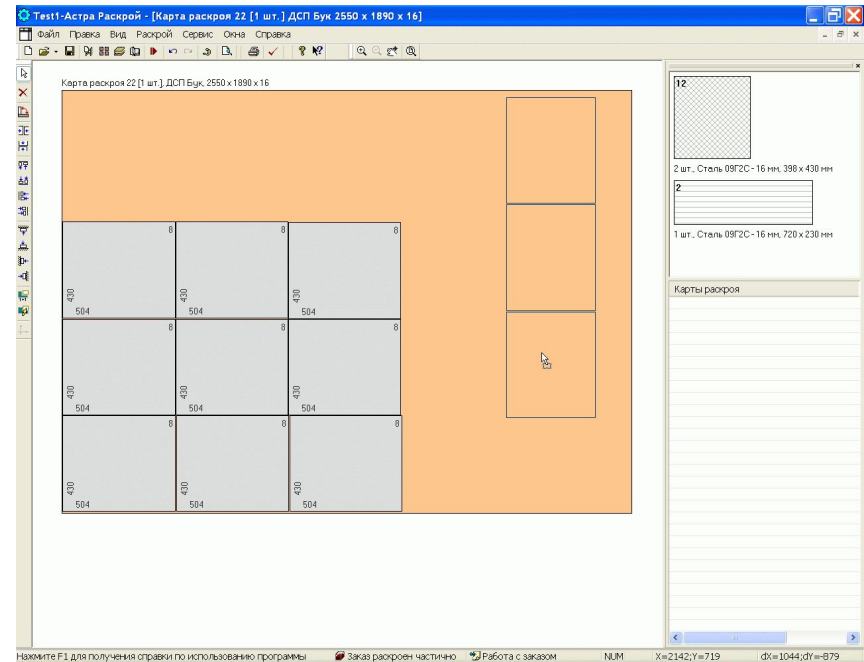 Test1-Астра Раскрой - [Карта раскроя 22 [1 шт.] ДСП Бук 2550 x 1890 x 16]
Файл Правка Вид Раскрой Сервис Окна Справка
Карта раскроя 22 [1 шт.], ДСП Бук, 2550 x 1890 x 16
12
2 шт., Сталь 09Г2С - 16 мм, 398 x 430 мм
2
1 шт., Сталь 09Г2С - 16 мм, 720 x 230 мм
Карты раскроя
8 8 8
430 430 430
504 504 504
8 8 8
430 430 430
504 504 504
8 8 8
430 430 430
504 504 504
Нажмите F1 для получения справки по использованию программы Заказ раскроен частично Работа с заказом NUM X=2142;Y=719 dX=1044;dY=-879